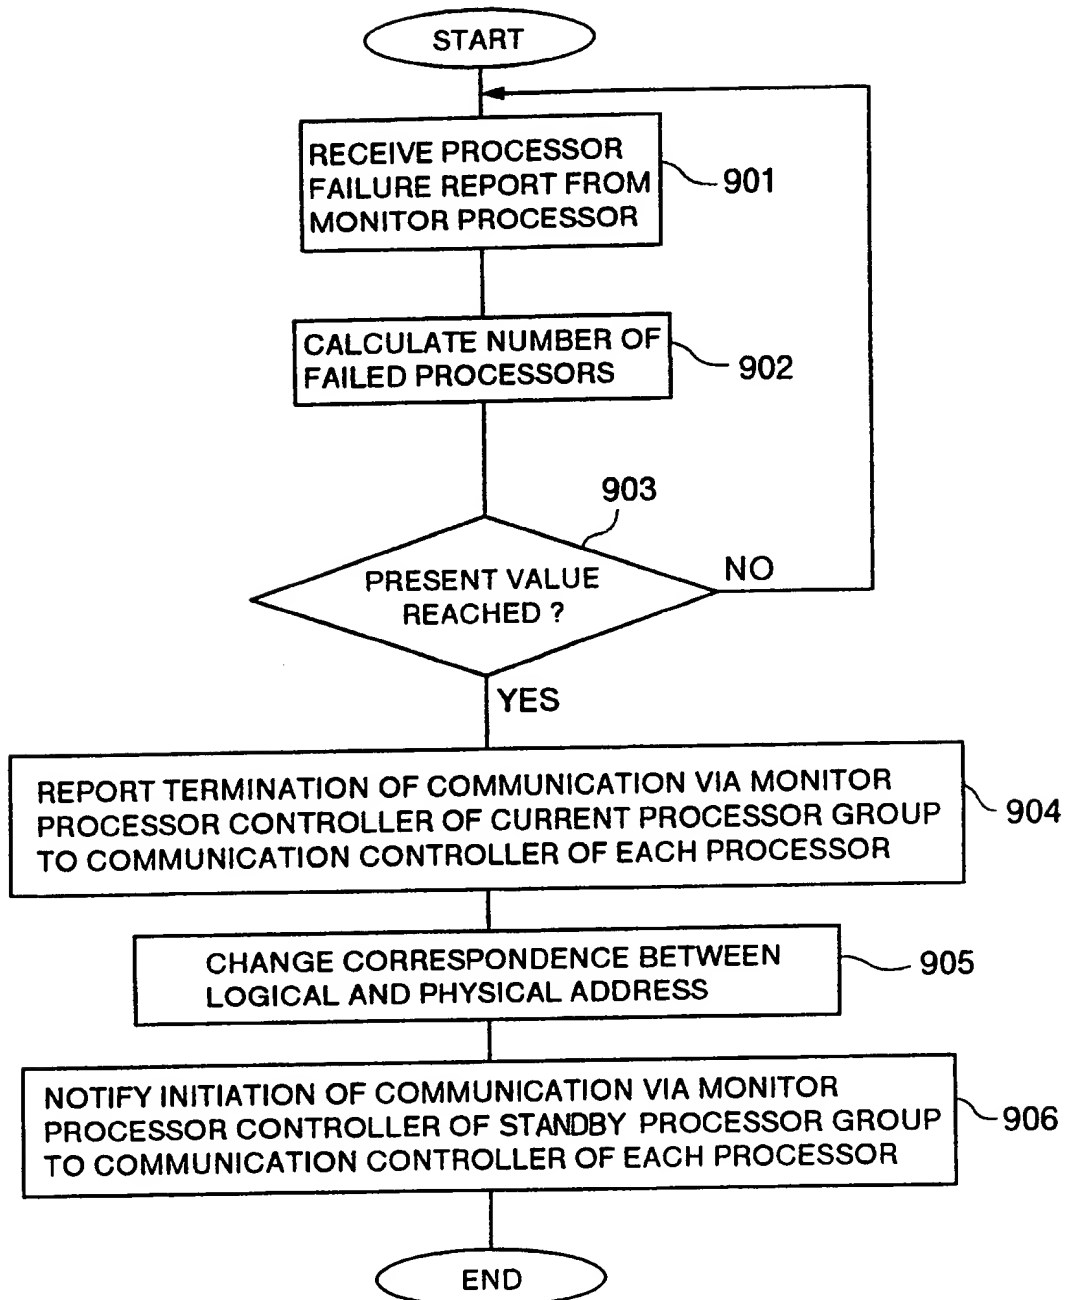 START
RECEIVE PROCESSOR
FAILURE REPORT FROM
MONITOR PROCESSOR
901
CALCULATE NUMBER OF
FAILED PROCESSORS
902
903
PRESENT VALUE
REACHED ?
NO
YES
REPORT TERMINATION OF COMMUNICATION VIA MONITOR
PROCESSOR CONTROLLER OF CURRENT PROCESSOR GROUP
TO COMMUNICATION CONTROLLER OF EACH PROCESSOR
904
CHANGE CORRESPONDENCE BETWEEN
LOGICAL AND PHYSICAL ADDRESS
905
NOTIFY INITIATION OF COMMUNICATION VIA MONITOR
PROCESSOR CONTROLLER OF STANDBY PROCESSOR GROUP
TO COMMUNICATION CONTROLLER OF EACH PROCESSOR
906
END